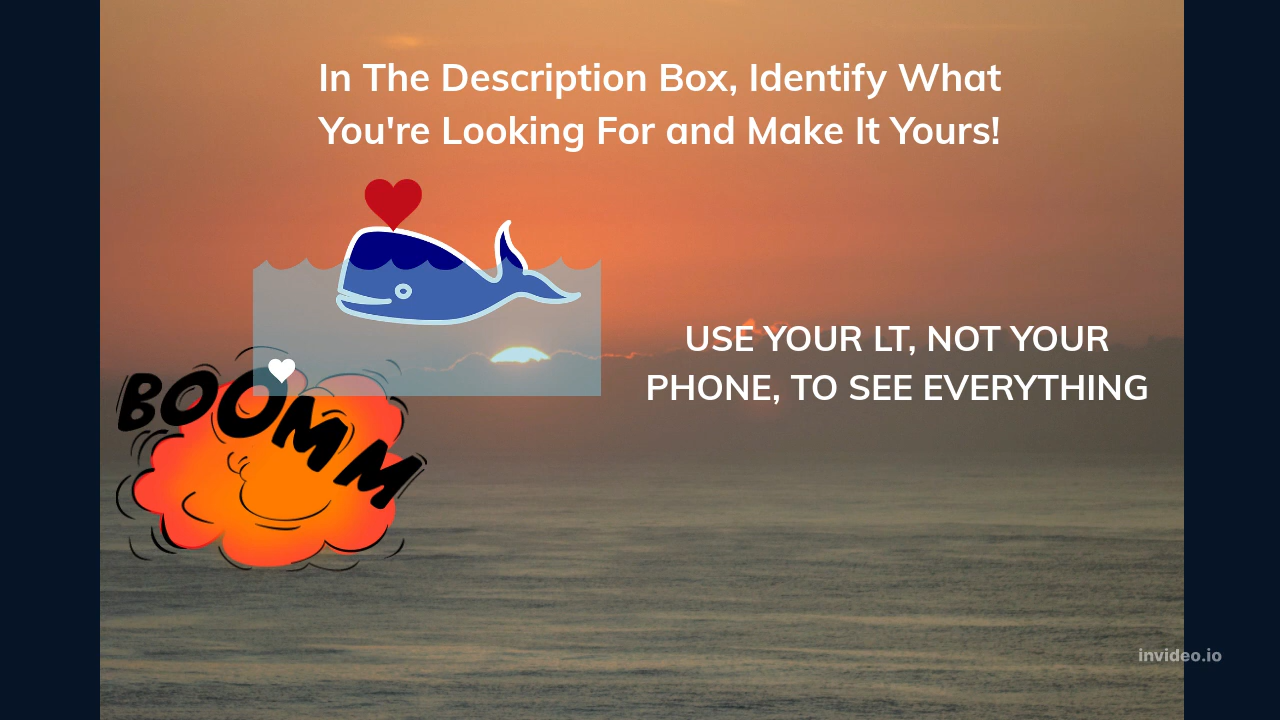 In The Description Box, Identify What
You're Looking For and Make It Yours!
USE YOUR LT, NOT YOUR
PHONE, TO SEE EVERYTHING
BOOMM
invideo.io